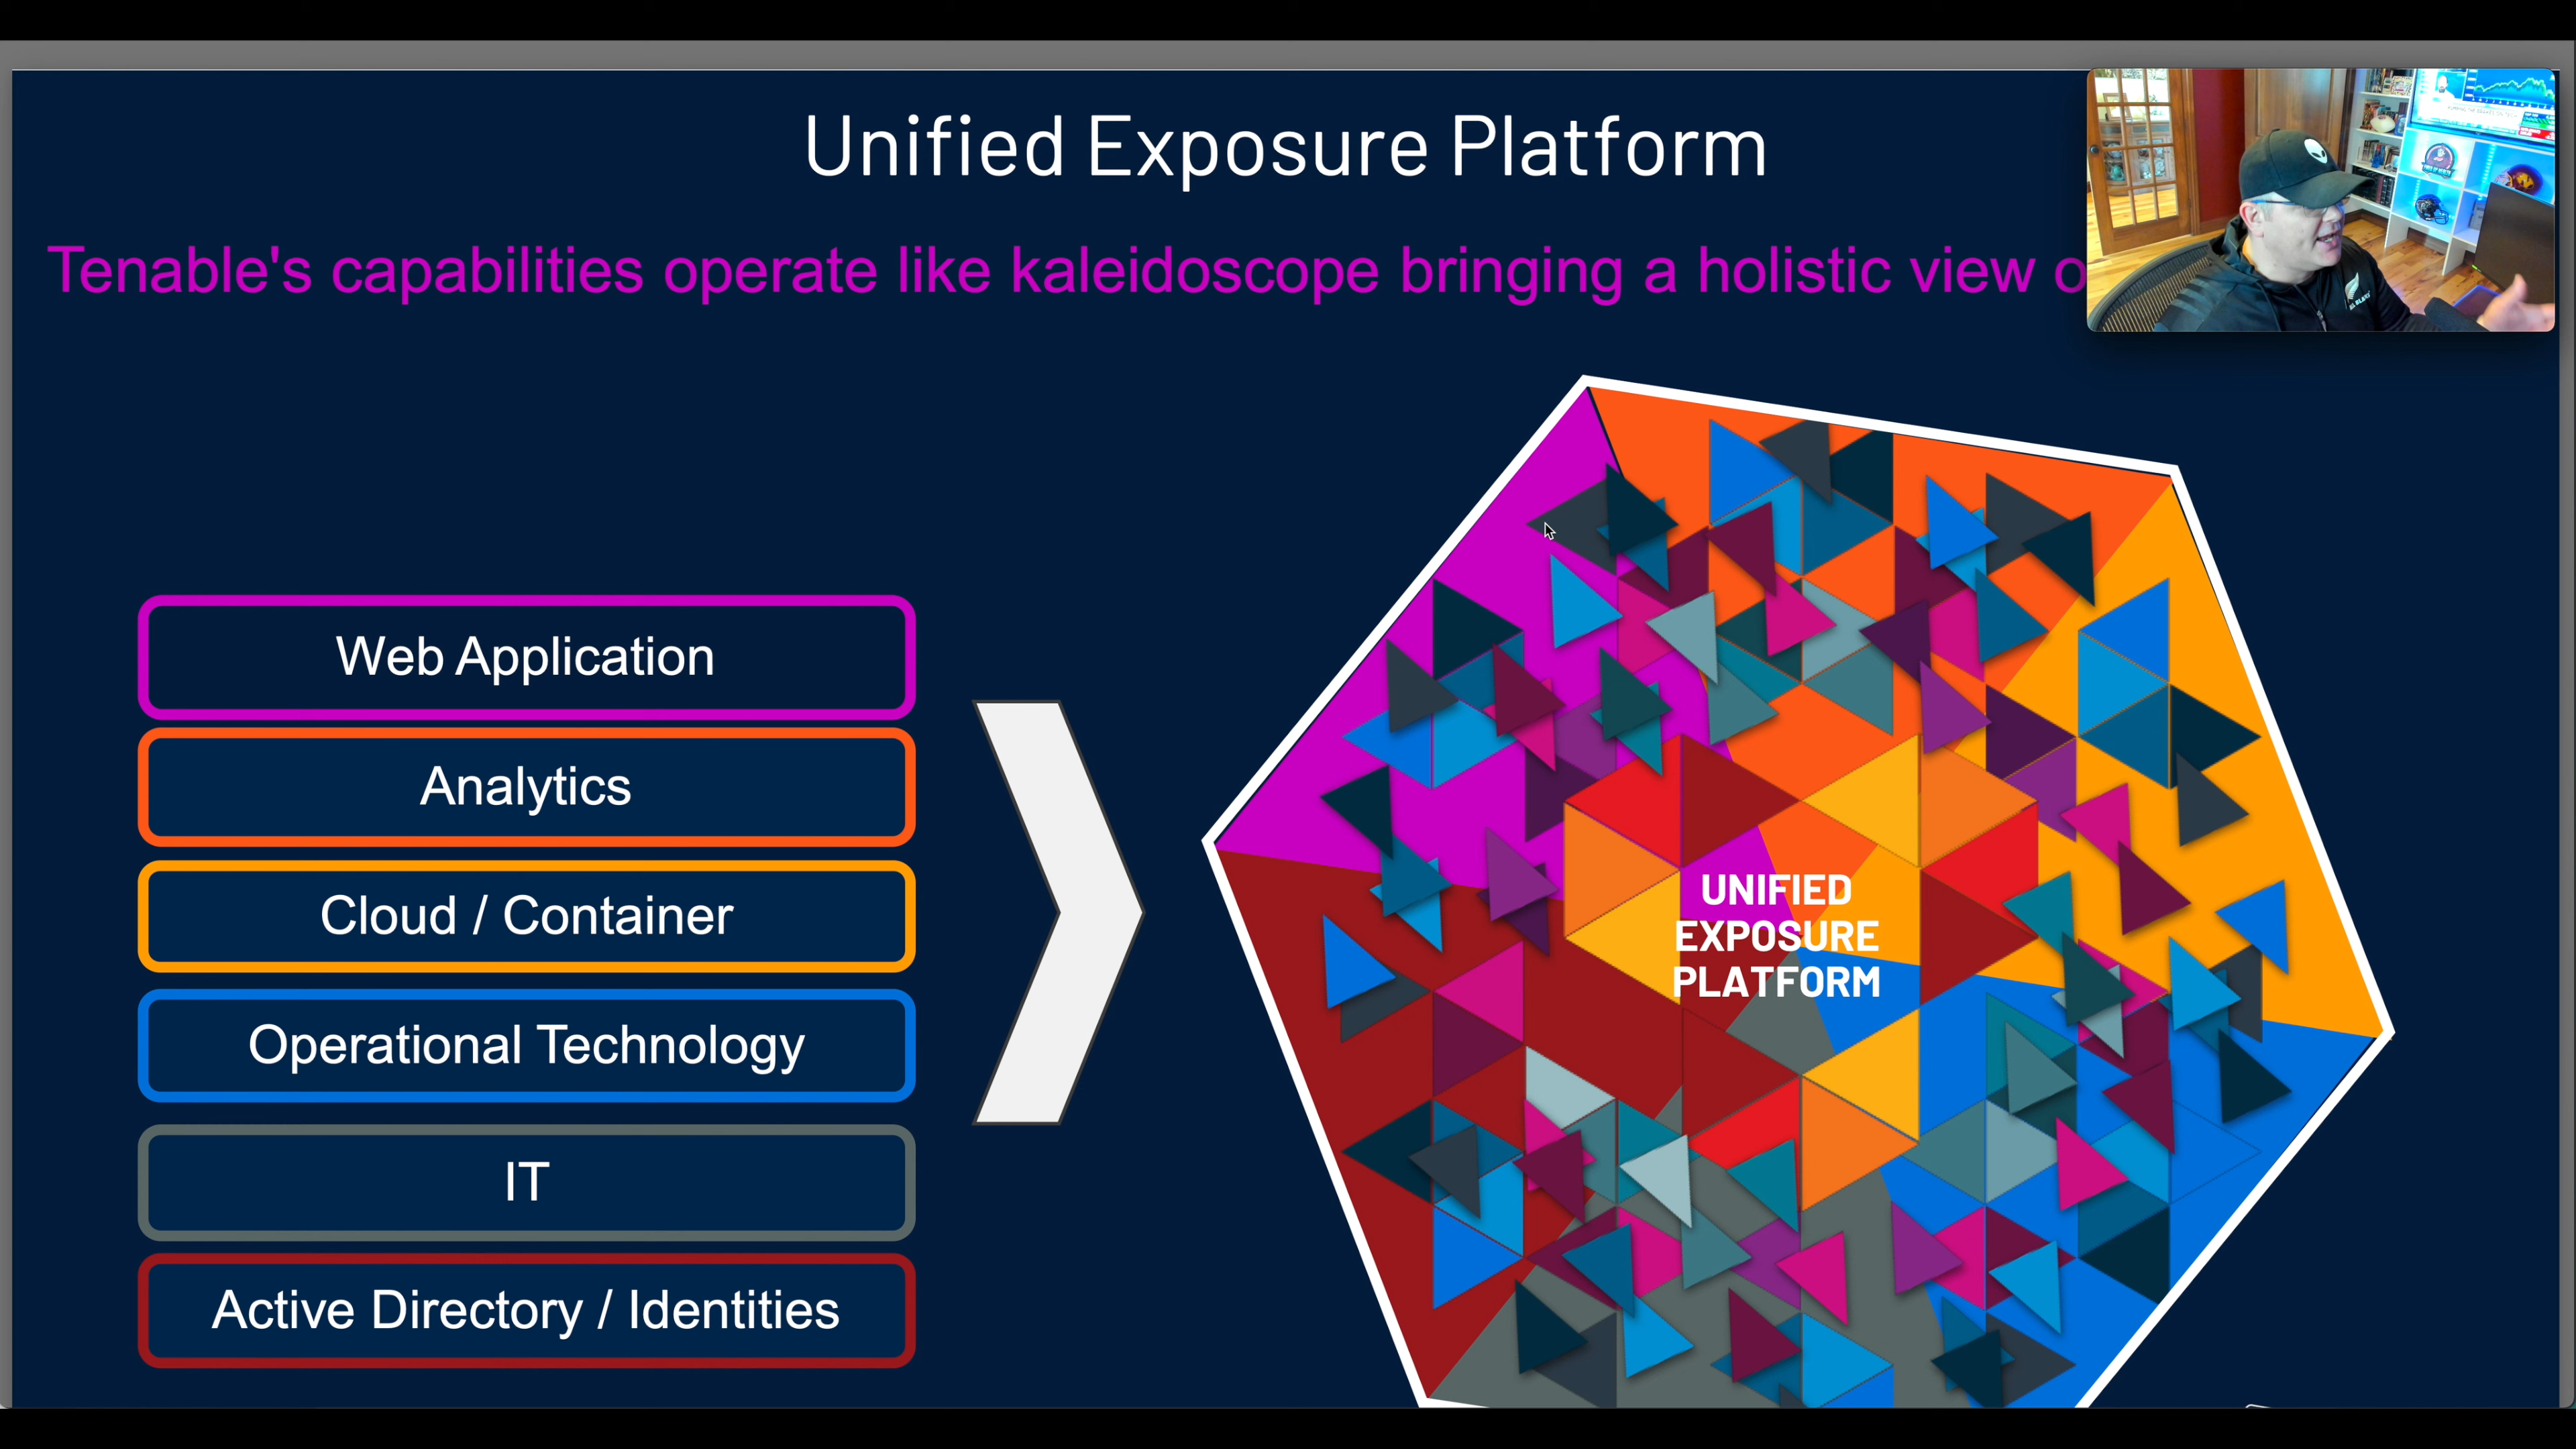 Unified Exposure Platform
Tenable's capabilities operate like kaleidoscope bringing a holistic view o
Web Application
Analytics
Cloud / Container
Operational Technology
IT
Active Directory / Identities
UNIFIED
EXPOSURE
PLATFORM